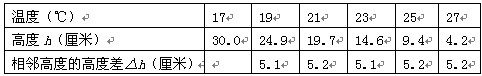 温度（℃） 17 19 21 23 25 27
高度 h（厘米） 30.0 24.9 19.7 14.6 9.4 4.2
相邻高度的高度差△h（厘米） 5.1 5.2 5.1 5.2 5.2